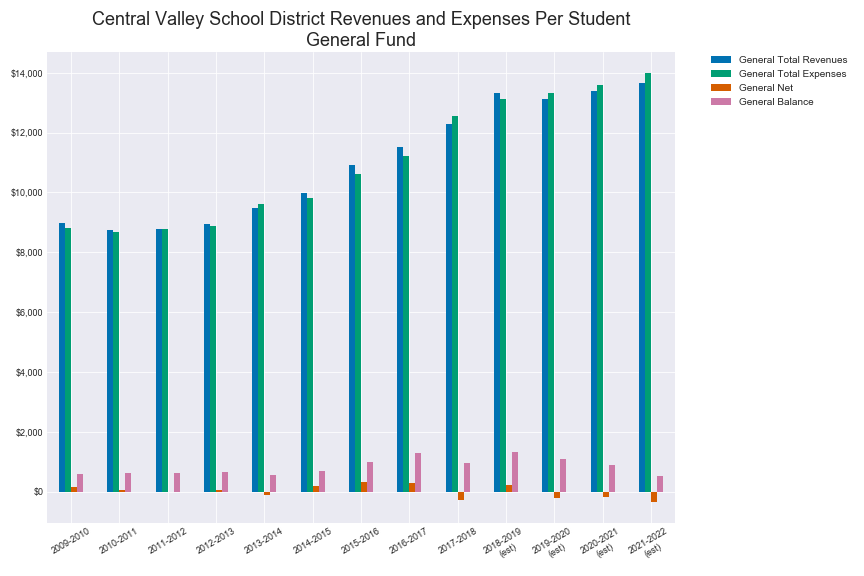 Central Valley School District Revenues and Expenses Per Student
General Fund
General Total Revenues
General Total Expenses
General Net
General Balance
$14,000
$12,000
$10,000
$8,000
$6,000
$4,000
$2,000
$0
2009-2010
2010-2011
2011-2012
2012-2013
2013-2014
2014-2015
2015-2016
2016-2017
2017-2018
2018-2019
(est)
2019-2020
(est)
2020-2021
(est)
2021-2022
(est)